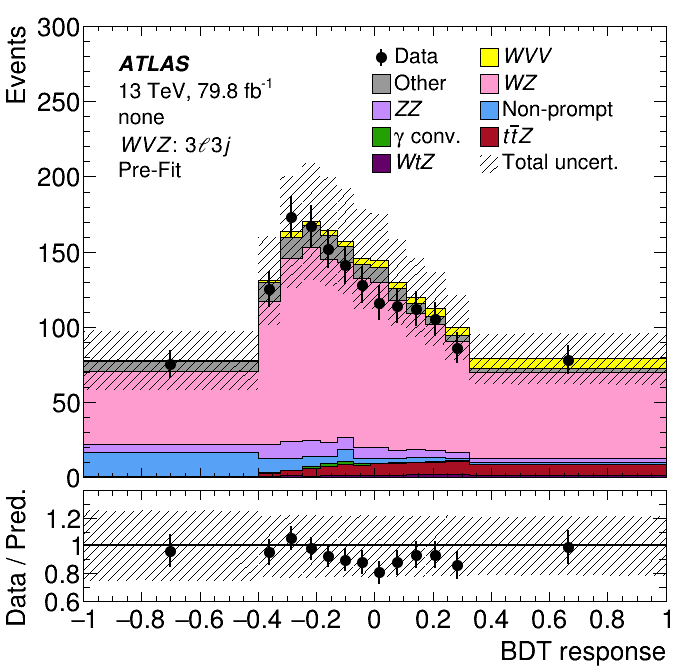 Events
300
250
200
150
100
50
0
ATLAS
13 TeV, 79.8 fb⁻¹
none
WVZ: 3ℓ3j
Pre-Fit
Data
WVV
Other
WZ
ZZ
Non-prompt
γ conv.
tt̄Z
WtZ
Total uncert.
Data / Pred.
1.2
1
0.8
0.6
−1 −0.8 −0.6 −0.4 −0.2 0 0.2 0.4 0.6 0.8 1
BDT response